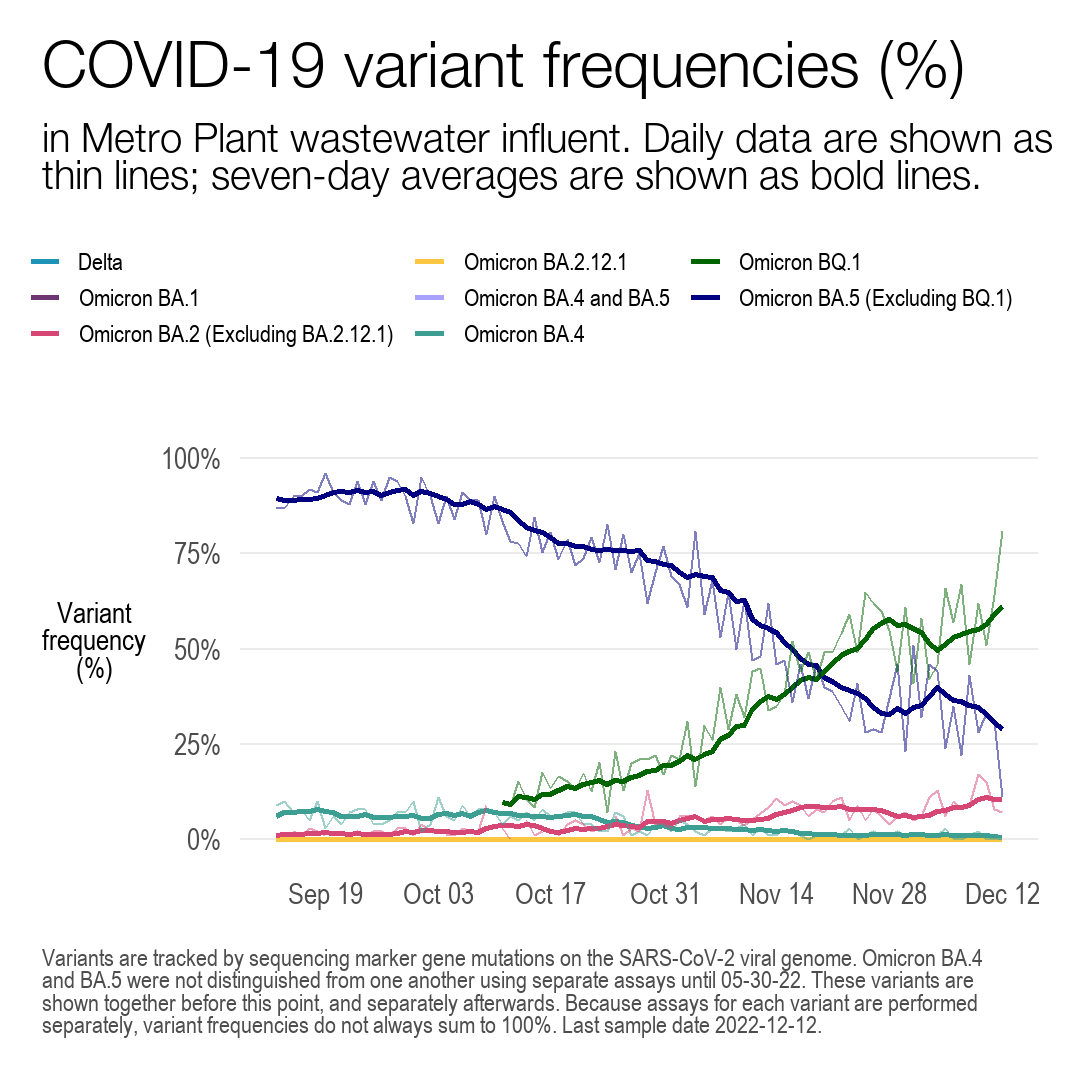 COVID-19 variant frequencies (%)
in Metro Plant wastewater influent. Daily data are shown as
thin lines; seven-day averages are shown as bold lines.
Delta
Omicron BA.2.12.1
Omicron BQ.1
Omicron BA.1
Omicron BA.4 and BA.5
Omicron BA.5 (Excluding BQ.1)
Omicron BA.2 (Excluding BA.2.12.1)
Omicron BA.4
100%
75%
50%
25%
0%
Variant
frequency
(%)
Sep 19
Oct 03
Oct 17
Oct 31
Nov 14
Nov 28
Dec 12
Variants are tracked by sequencing marker gene mutations on the SARS-CoV-2 viral genome. Omicron BA.4
and BA.5 were not distinguished from one another using separate assays until 05-30-22. These variants are
shown together before this point, and separately afterwards. Because assays for each variant are performed
separately, variant frequencies do not always sum to 100%. Last sample date 2022-12-12.